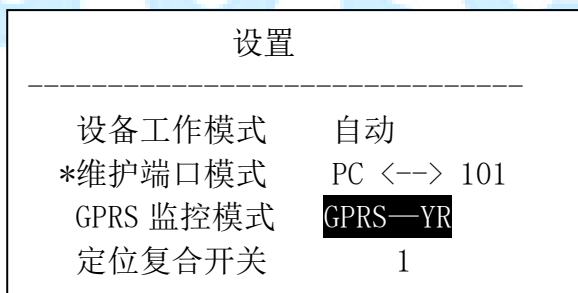 设置
--------------------------------
设备工作模式 自动
*维护端口模式 PC <--> 101
GPRS 监控模式 GPRS—YR
定位复合开关 1